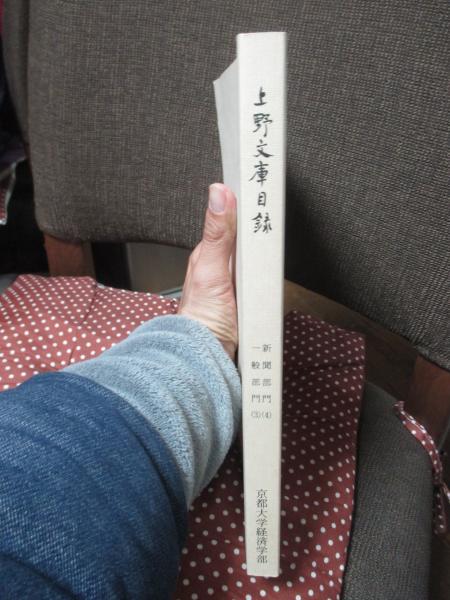 上野文庫目録
新聞部門(4)
一般部門(3)
京都大学経済学部